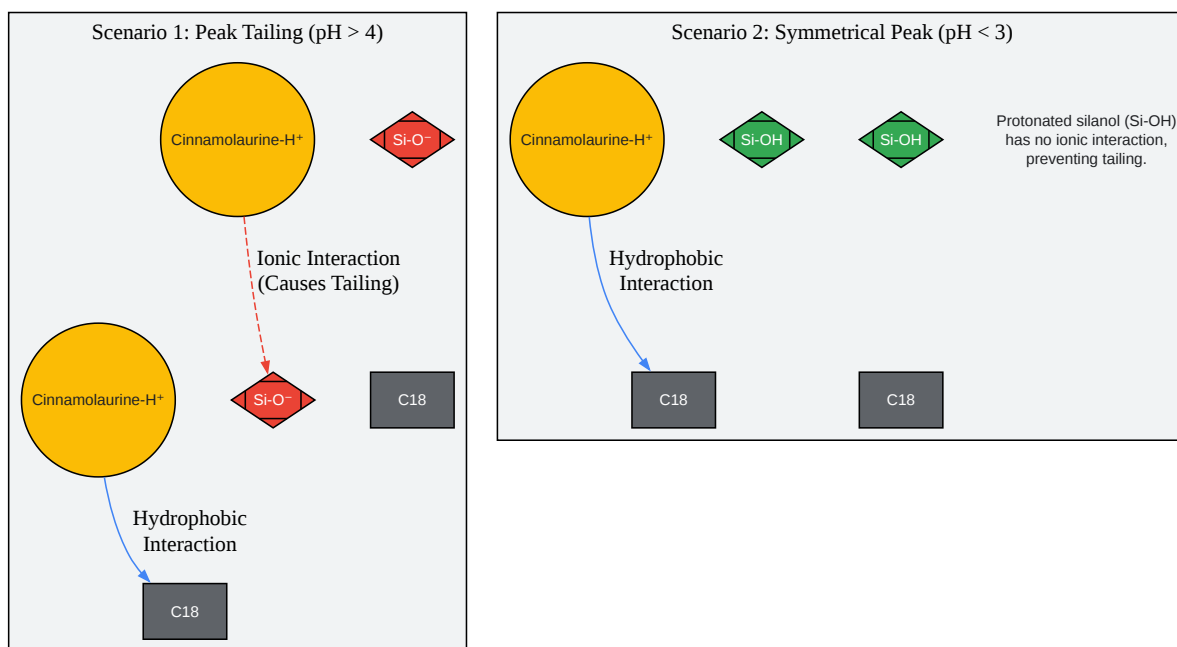 Scenario 1: Peak Tailing (pH > 4)
Cinnamolaurine-H⁺
Si-O⁻
Ionic Interaction
(Causes Tailing)
Cinnamolaurine-H⁺
Si-O⁻
C18
Hydrophobic
Interaction
C18
Scenario 2: Symmetrical Peak (pH < 3)
Cinnamolaurine-H⁺
Si-OH
Si-OH
Protonated silanol (Si-OH)
has no ionic interaction,
preventing tailing.
Hydrophobic
Interaction
C18
C18